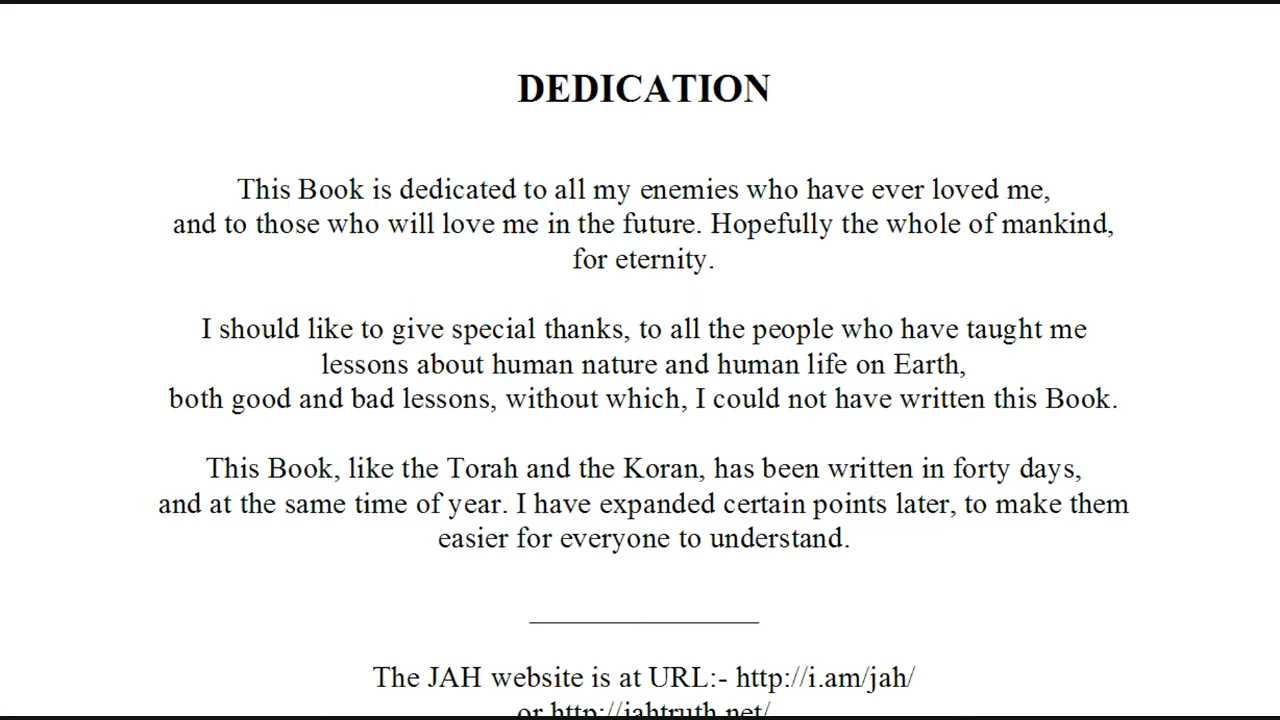 DEDICATION
This Book is dedicated to all my enemies who have ever loved me,
and to those who will love me in the future. Hopefully the whole of mankind,
for eternity.
I should like to give special thanks, to all the people who have taught me
lessons about human nature and human life on Earth,
both good and bad lessons, without which, I could not have written this Book.
This Book, like the Torah and the Koran, has been written in forty days,
and at the same time of year. I have expanded certain points later, to make them
easier for everyone to understand.
The JAH website is at URL:- http://i.am/jah/
or http://jahtruth.net/